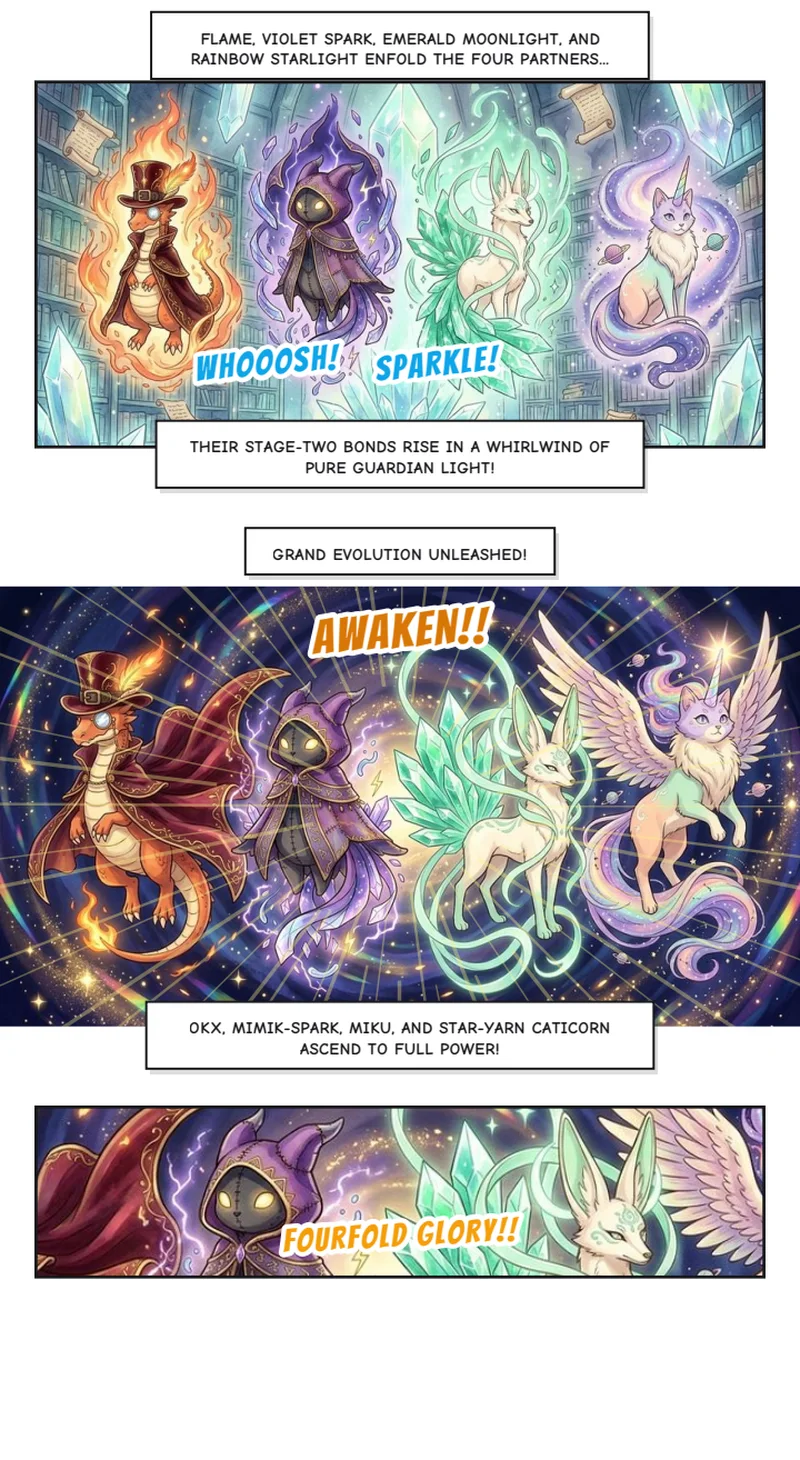 FLAME, VIOLET SPARK, EMERALD MOONLIGHT, AND
RAINBOW STARLIGHT ENFOLD THE FOUR PARTNERS...
WHOOOSH!
SPARKLE!
THEIR STAGE-TWO BONDS RISE IN A WHIRLWIND OF
PURE GUARDIAN LIGHT!
GRAND EVOLUTION UNLEASHED!
AWAKEN!!
OKX, MIMIK-SPARK, MIKU, AND STAR-YARN CATICORN
ASCEND TO FULL POWER!
FOURFOLD GLORY!!